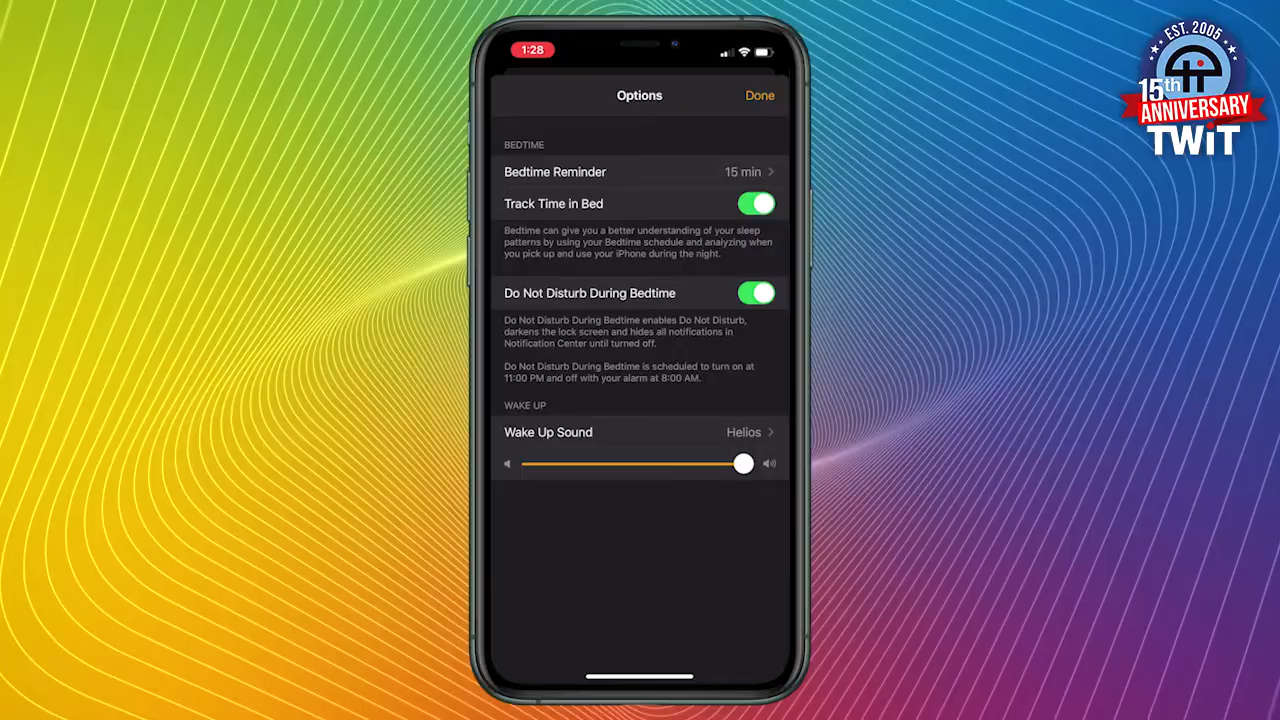 1:28
Options
Done
BEDTIME
Bedtime Reminder 15 min
Track Time in Bed
Bedtime can give you a better understanding of your sleep
patterns by using your Bedtime schedule and analyzing when
you pick up and use your iPhone during the night.
Do Not Disturb During Bedtime
Do Not Disturb During Bedtime enables Do Not Disturb,
darkens the lock screen and hides all notifications in
Notification Center until turned off.
Do Not Disturb During Bedtime is scheduled to turn on at
11:00 PM and off with your alarm at 8:00 AM.
WAKE UP
Wake Up Sound Helios
EST. 2005
15th
ANNIVERSARY
TWiT